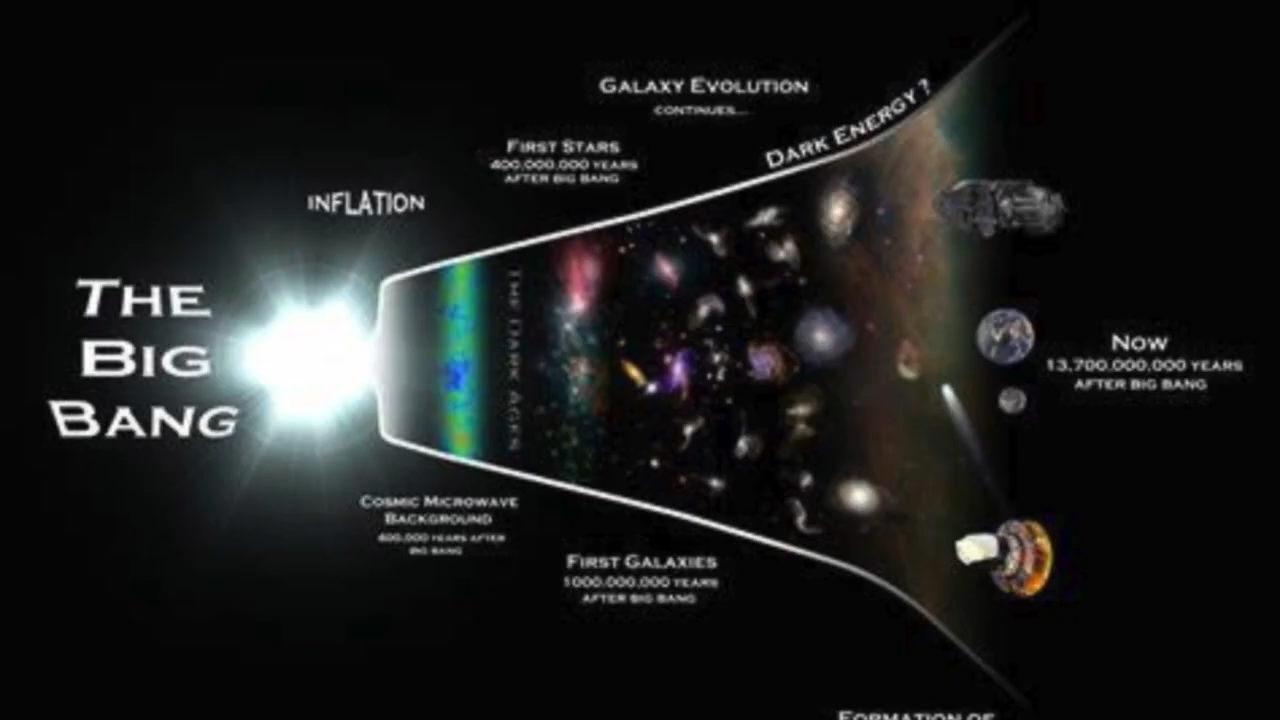 GALAXY EVOLUTION
CONTINUES...
DARK ENERGY ?
FIRST STARS
400,000,000 YEARS
AFTER BIG BANG
INFLATION
THE
BIG
BANG
THE DARK AGES
NOW
13,700,000,000 YEARS
AFTER BIG BANG
COSMIC MICROWAVE
BACKGROUND
400,000 YEARS AFTER
BIG BANG
FIRST GALAXIES
1000,000,000 YEARS
AFTER BIG BANG
FORMATION OF